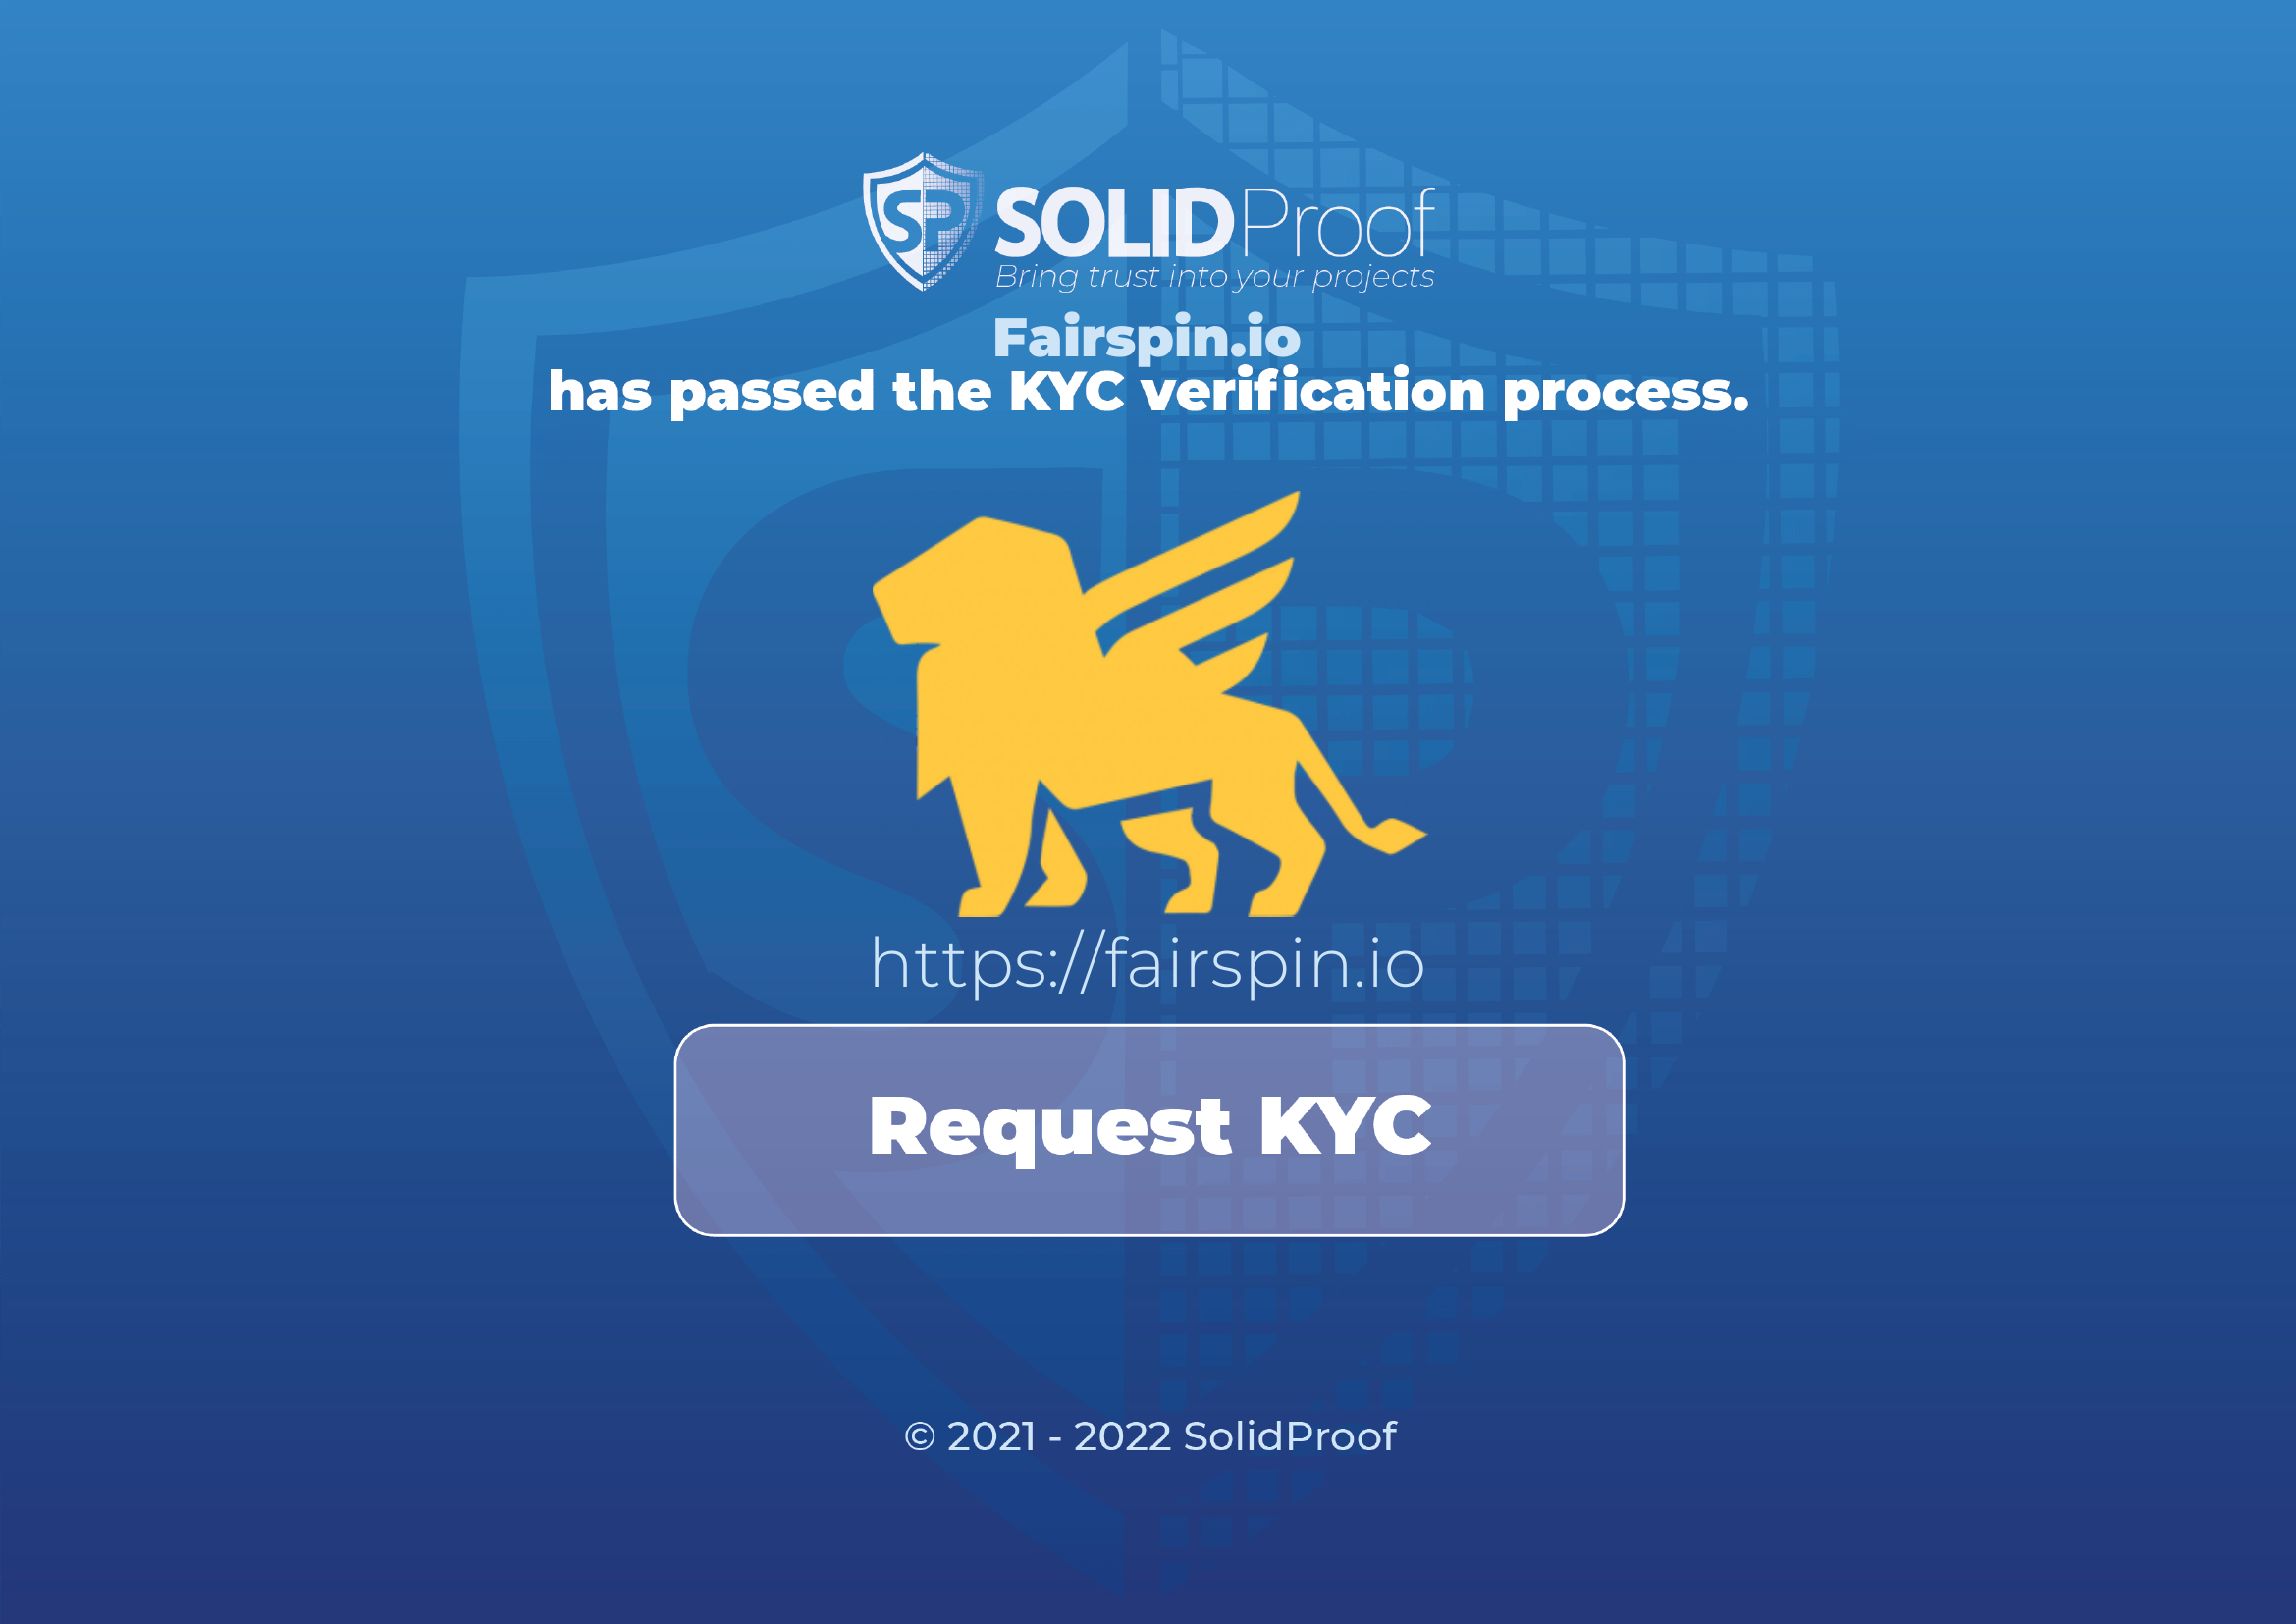 SP SOLIDProof
Bring trust into your projects
Fairspin.io
has passed the KYC verification process.
https://fairspin.io
Request KYC
© 2021 - 2022 SolidProof